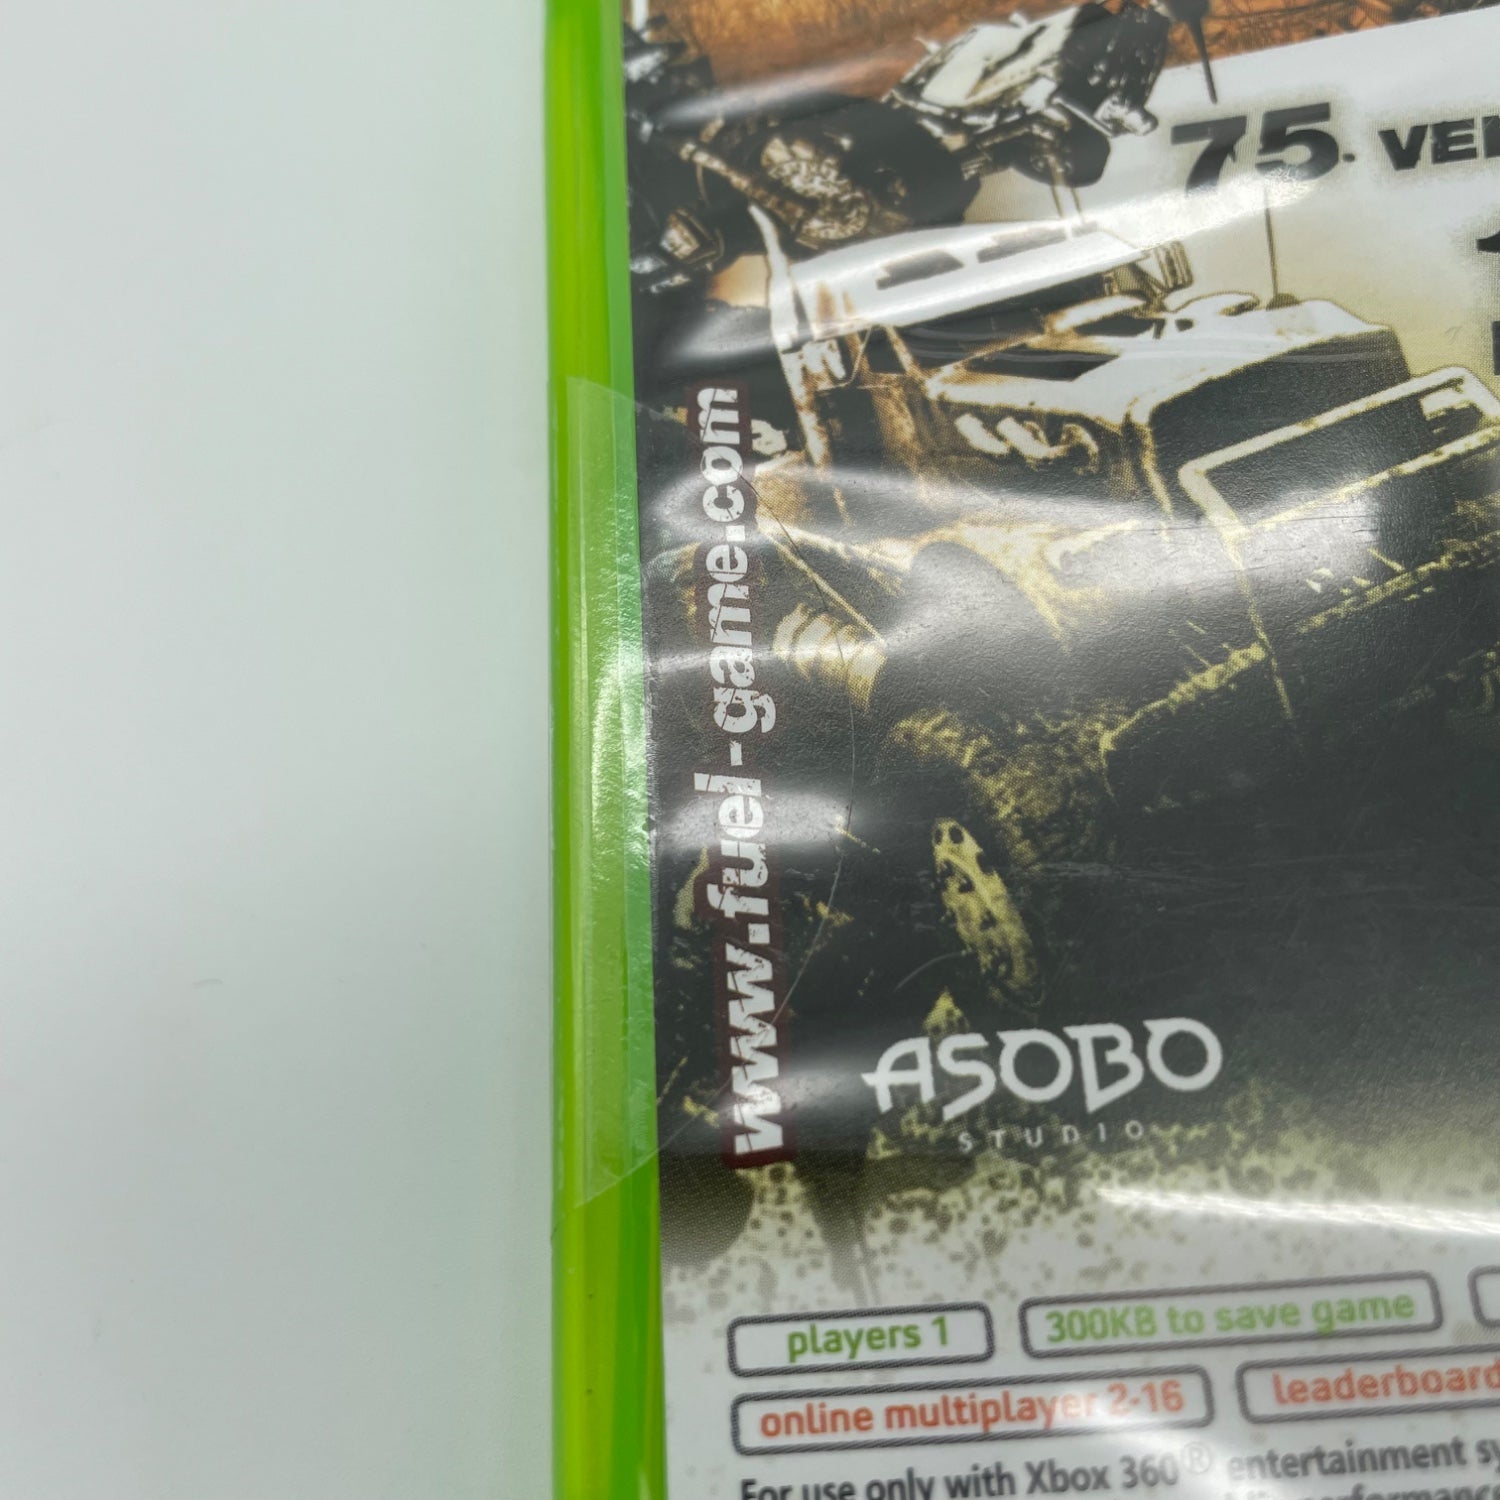 75. VE
www.fuel-game.com
ASOBO
STUDIO
players 1
300KB to save game
online multiplayer 2-16
leaderboard
For use only with Xbox 360® entertainment